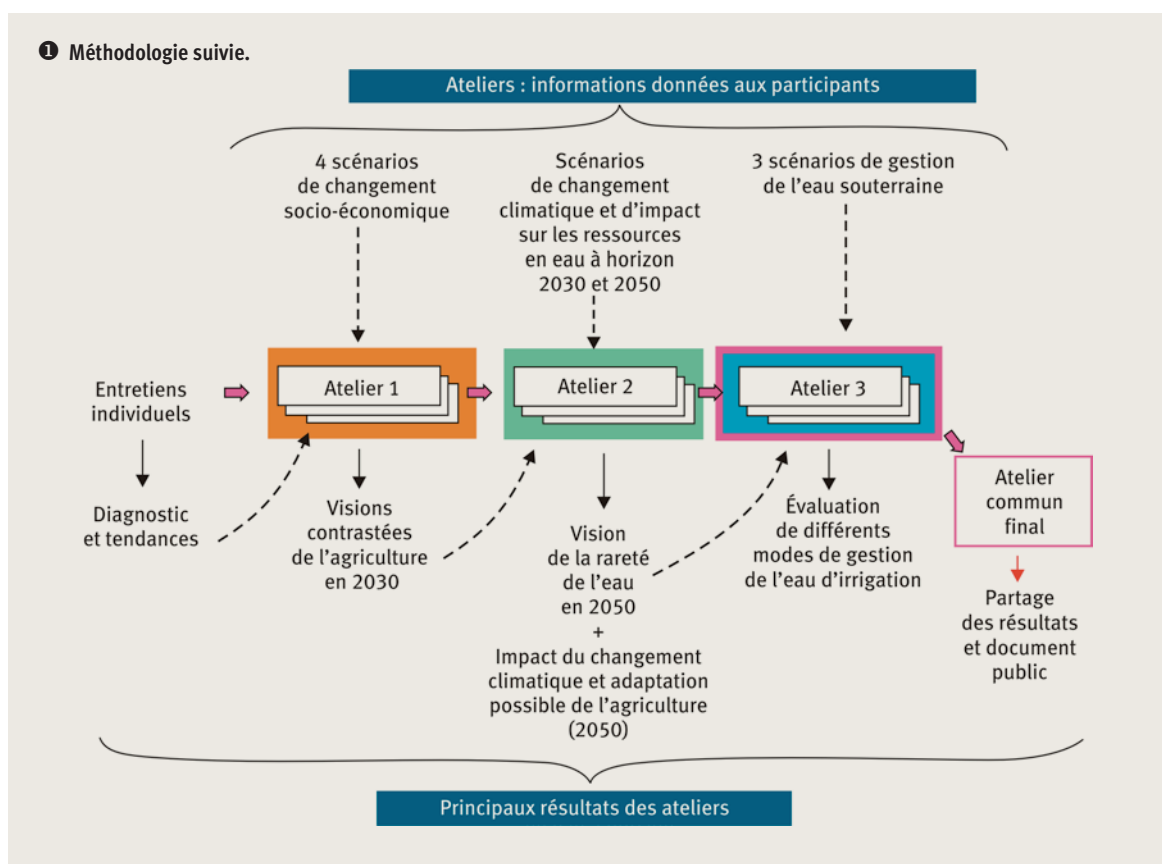 ❶ Méthodologie suivie.
Ateliers : informations données aux participants
4 scénarios
de changement
socio-économique
Scénarios
de changement
climatique et d'impact
sur les ressources
en eau à horizon
2030 et 2050
3 scénarios de gestion
de l'eau souterraine
Entretiens
individuels
Atelier 1
Atelier 2
Atelier 3
Atelier
commun
final
Diagnostic
et tendances
Visions
contrastées
de l'agriculture
en 2030
Vision
de la rareté
de l'eau
en 2050
+
Impact du changement
climatique et adaptation
possible de l'agriculture
(2050)
Évaluation
de différents
modes de gestion
de l'eau d'irrigation
Partage
des résultats
et document
public
Principaux résultats des ateliers